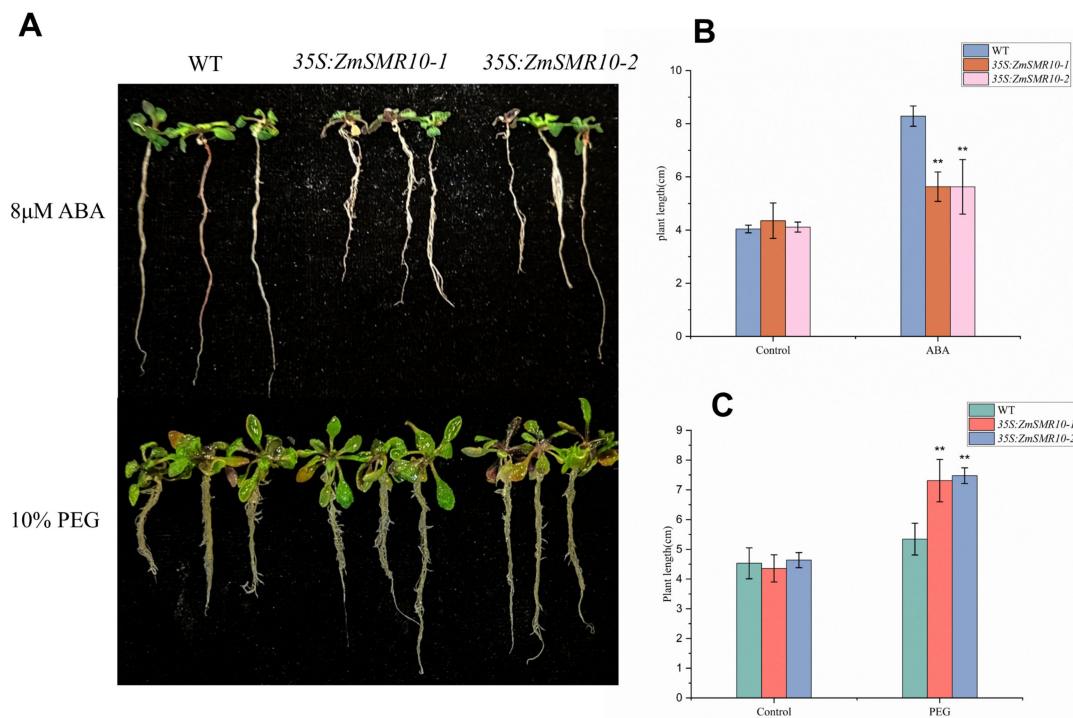 A
WT
35S:ZmSMR10-1
35S:ZmSMR10-2
8μM ABA
10% PEG
B
WT
35S:ZmSMR10-1
35S:ZmSMR10-2
plant length(cm)
10
8
6
4
2
0
**
**
Control
ABA
C
WT
35S:ZmSMR10-1
35S:ZmSMR10-2
Plant length(cm)
9
8
7
6
5
4
3
2
1
0
**
**
Control
PEG